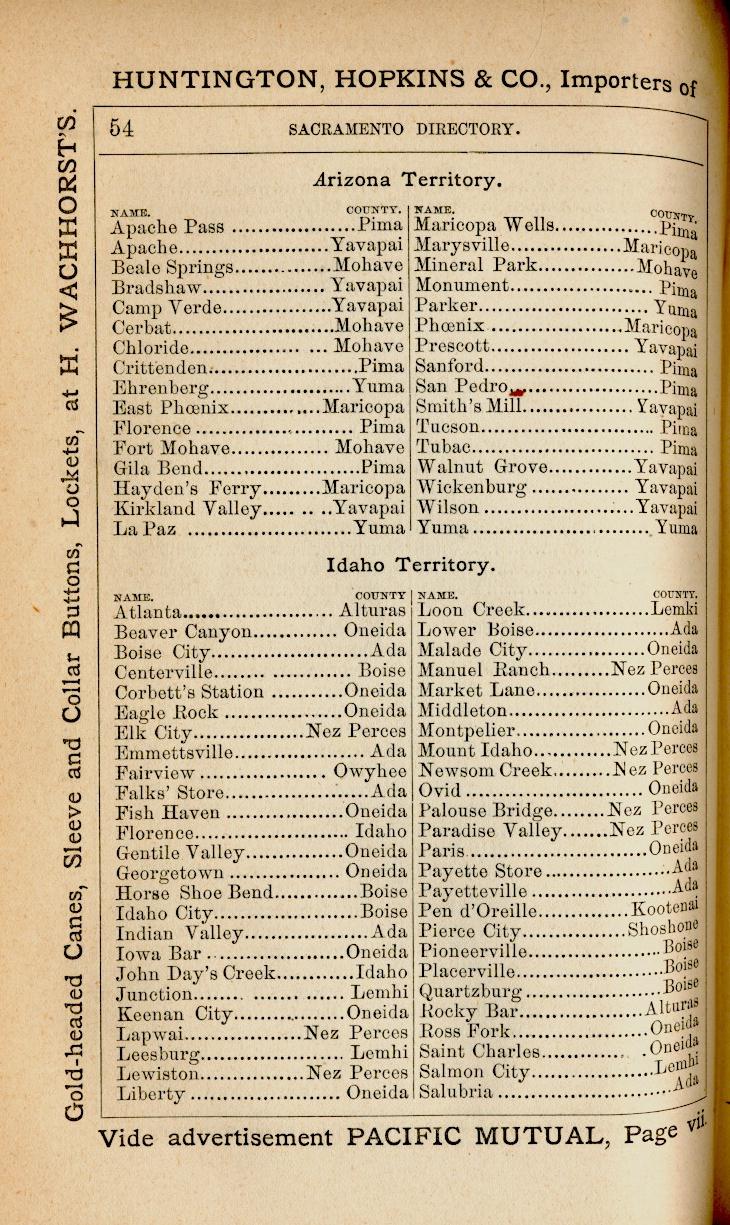 HUNTINGTON, HOPKINS & CO., Importers of
54 SACRAMENTO DIRECTORY.
Arizona Territory.
NAME. COUNTY.
Apache Pass ...................Pima
Apache.......................Yavapai
Beale Springs...............Mohave
Bradshaw................... Yavapai
Camp Verde.................Yavapai
Cerbat.........................Mohave
Chloride..................... ... Mohave
Crittenden.......................Pima
Ehrenberg.....................Yuma
East Phœnix..............Maricopa
Florence ........................ Pima
Fort Mohave............... Mohave
Gila Bend........................Pima
Hayden's Ferry.........Maricopa
Kirkland Valley..... .. ..Yavapai
La Paz .........................Yuma
NAME. COUNTY.
Maricopa Wells...............Pima
Marysville.................Maricopa
Mineral Park...............Mohave
Monument...................... Pima
Parker........................... Yuma
Phœnix .....................Maricopa
Prescott...................... Yavapai
Sanford.......................... Pima
San Pedro.......................Pima
Smith's Mill................. Yavapai
Tucson........................... Pima
Tubac............................ Pima
Walnut Grove.............Yavapai
Wickenburg ............... Yavapai
Wilson .......................Yavapai
Yuma ............................ Yuma
Idaho Territory.
NAME. COUNTY
Atlanta....................... Alturas
Beaver Canyon............. Oneida
Boise City........................Ada
Centerville........ ............ Boise
Corbett's Station ...........Oneida
Eagle Rock ..................Oneida
Elk City.................Nez Perces
Emmettsville..................... Ada
Fairview .................... Owyhee
Falks' Store.......................Ada
Fish Haven ...................Oneida
Florence........................ Idaho
Gentile Valley...............Oneida
Georgetown ................. Oneida
Horse Shoe Bend.............Boise
Idaho City......................Boise
Indian Valley....................Ada
Iowa Bar .....................Oneida
John Day's Creek............Idaho
Junction........ ........ ...... Lemhi
Keenan City..................Oneida
Lapwai..................Nez Perces
Leesburg....................... Lemhi
Lewiston................Nez Perces
Liberty ........................ Oneida
NAME. COUNTY.
Loon Creek....................Lemki
Lower Boise.....................Ada
Malade City..................Oneida
Manuel Ranch.........Nez Perces
Market Lane.................Oneida
Middleton.........................Ada
Montpelier................... Oneida
Mount Idaho............Nez Perces
Newsom Creek.........Nez Perces
Ovid ............................ Oneida
Palouse Bridge........Nez Perces
Paradise Valley.......Nez Perces
Paris ............................Oneida
Payette Store....................Ada
Payetteville ......................Ada
Pen d'Oreille..............Kootenai
Pierce City................Shoshone
Pioneerville.....................Boise
Placerville.......................Boise
Quartzburg......................Boise
Rocky Bar....................Alturas
Ross Fork......................Oneida
Saint Charles............. .Oneida
Salmon City...................Lemhi
Salubria ...........................Ada
Vide advertisement PACIFIC MUTUAL, Page vii.
Gold-headed Canes, Sleeve and Collar Buttons, Lockets, at H. WACHHORST'S.